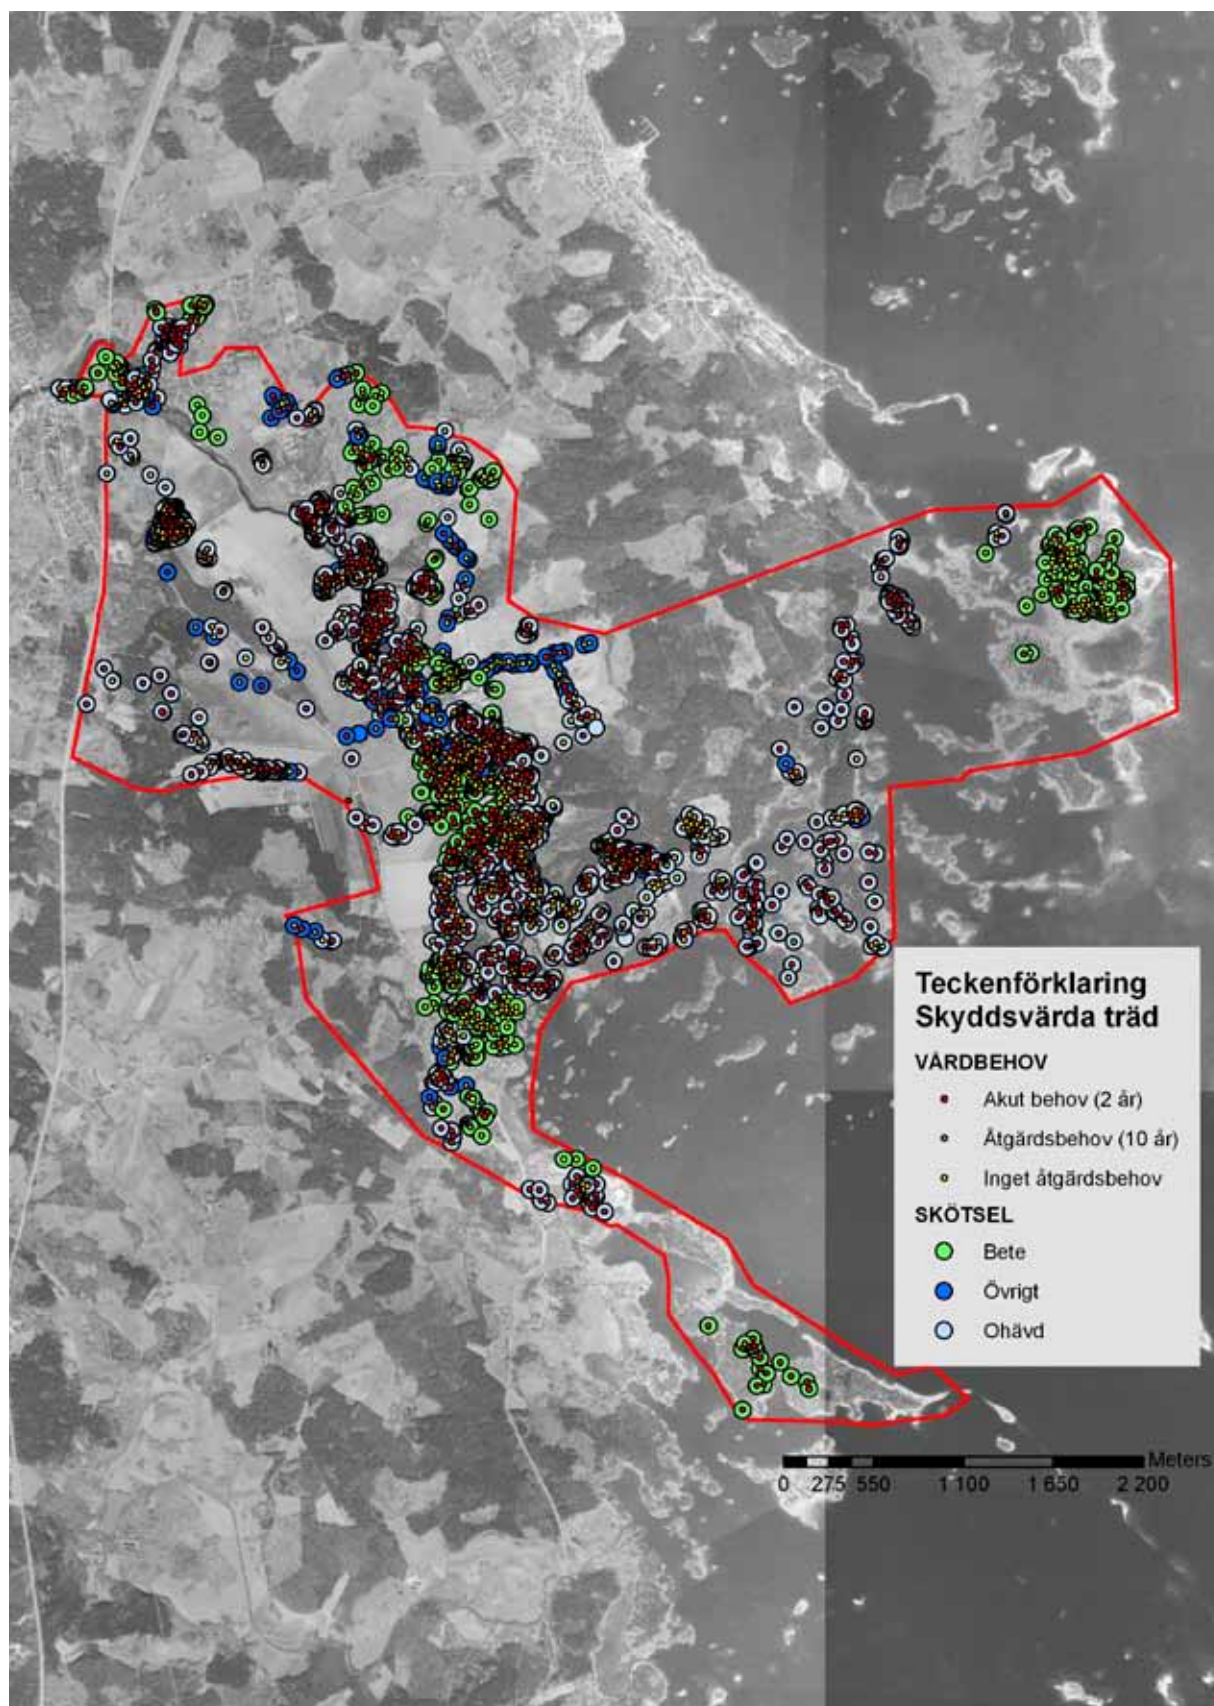 Teckenförklaring
Skyddsvärda träd
VÅRDBEHOV
Akut behov (2 år)
Åtgärdsbehov (10 år)
Inget åtgärdsbehov
SKÖTSEL
Bete
Övrigt
Ohävd
Meters
0 275 550 1 100 1 650 2 200